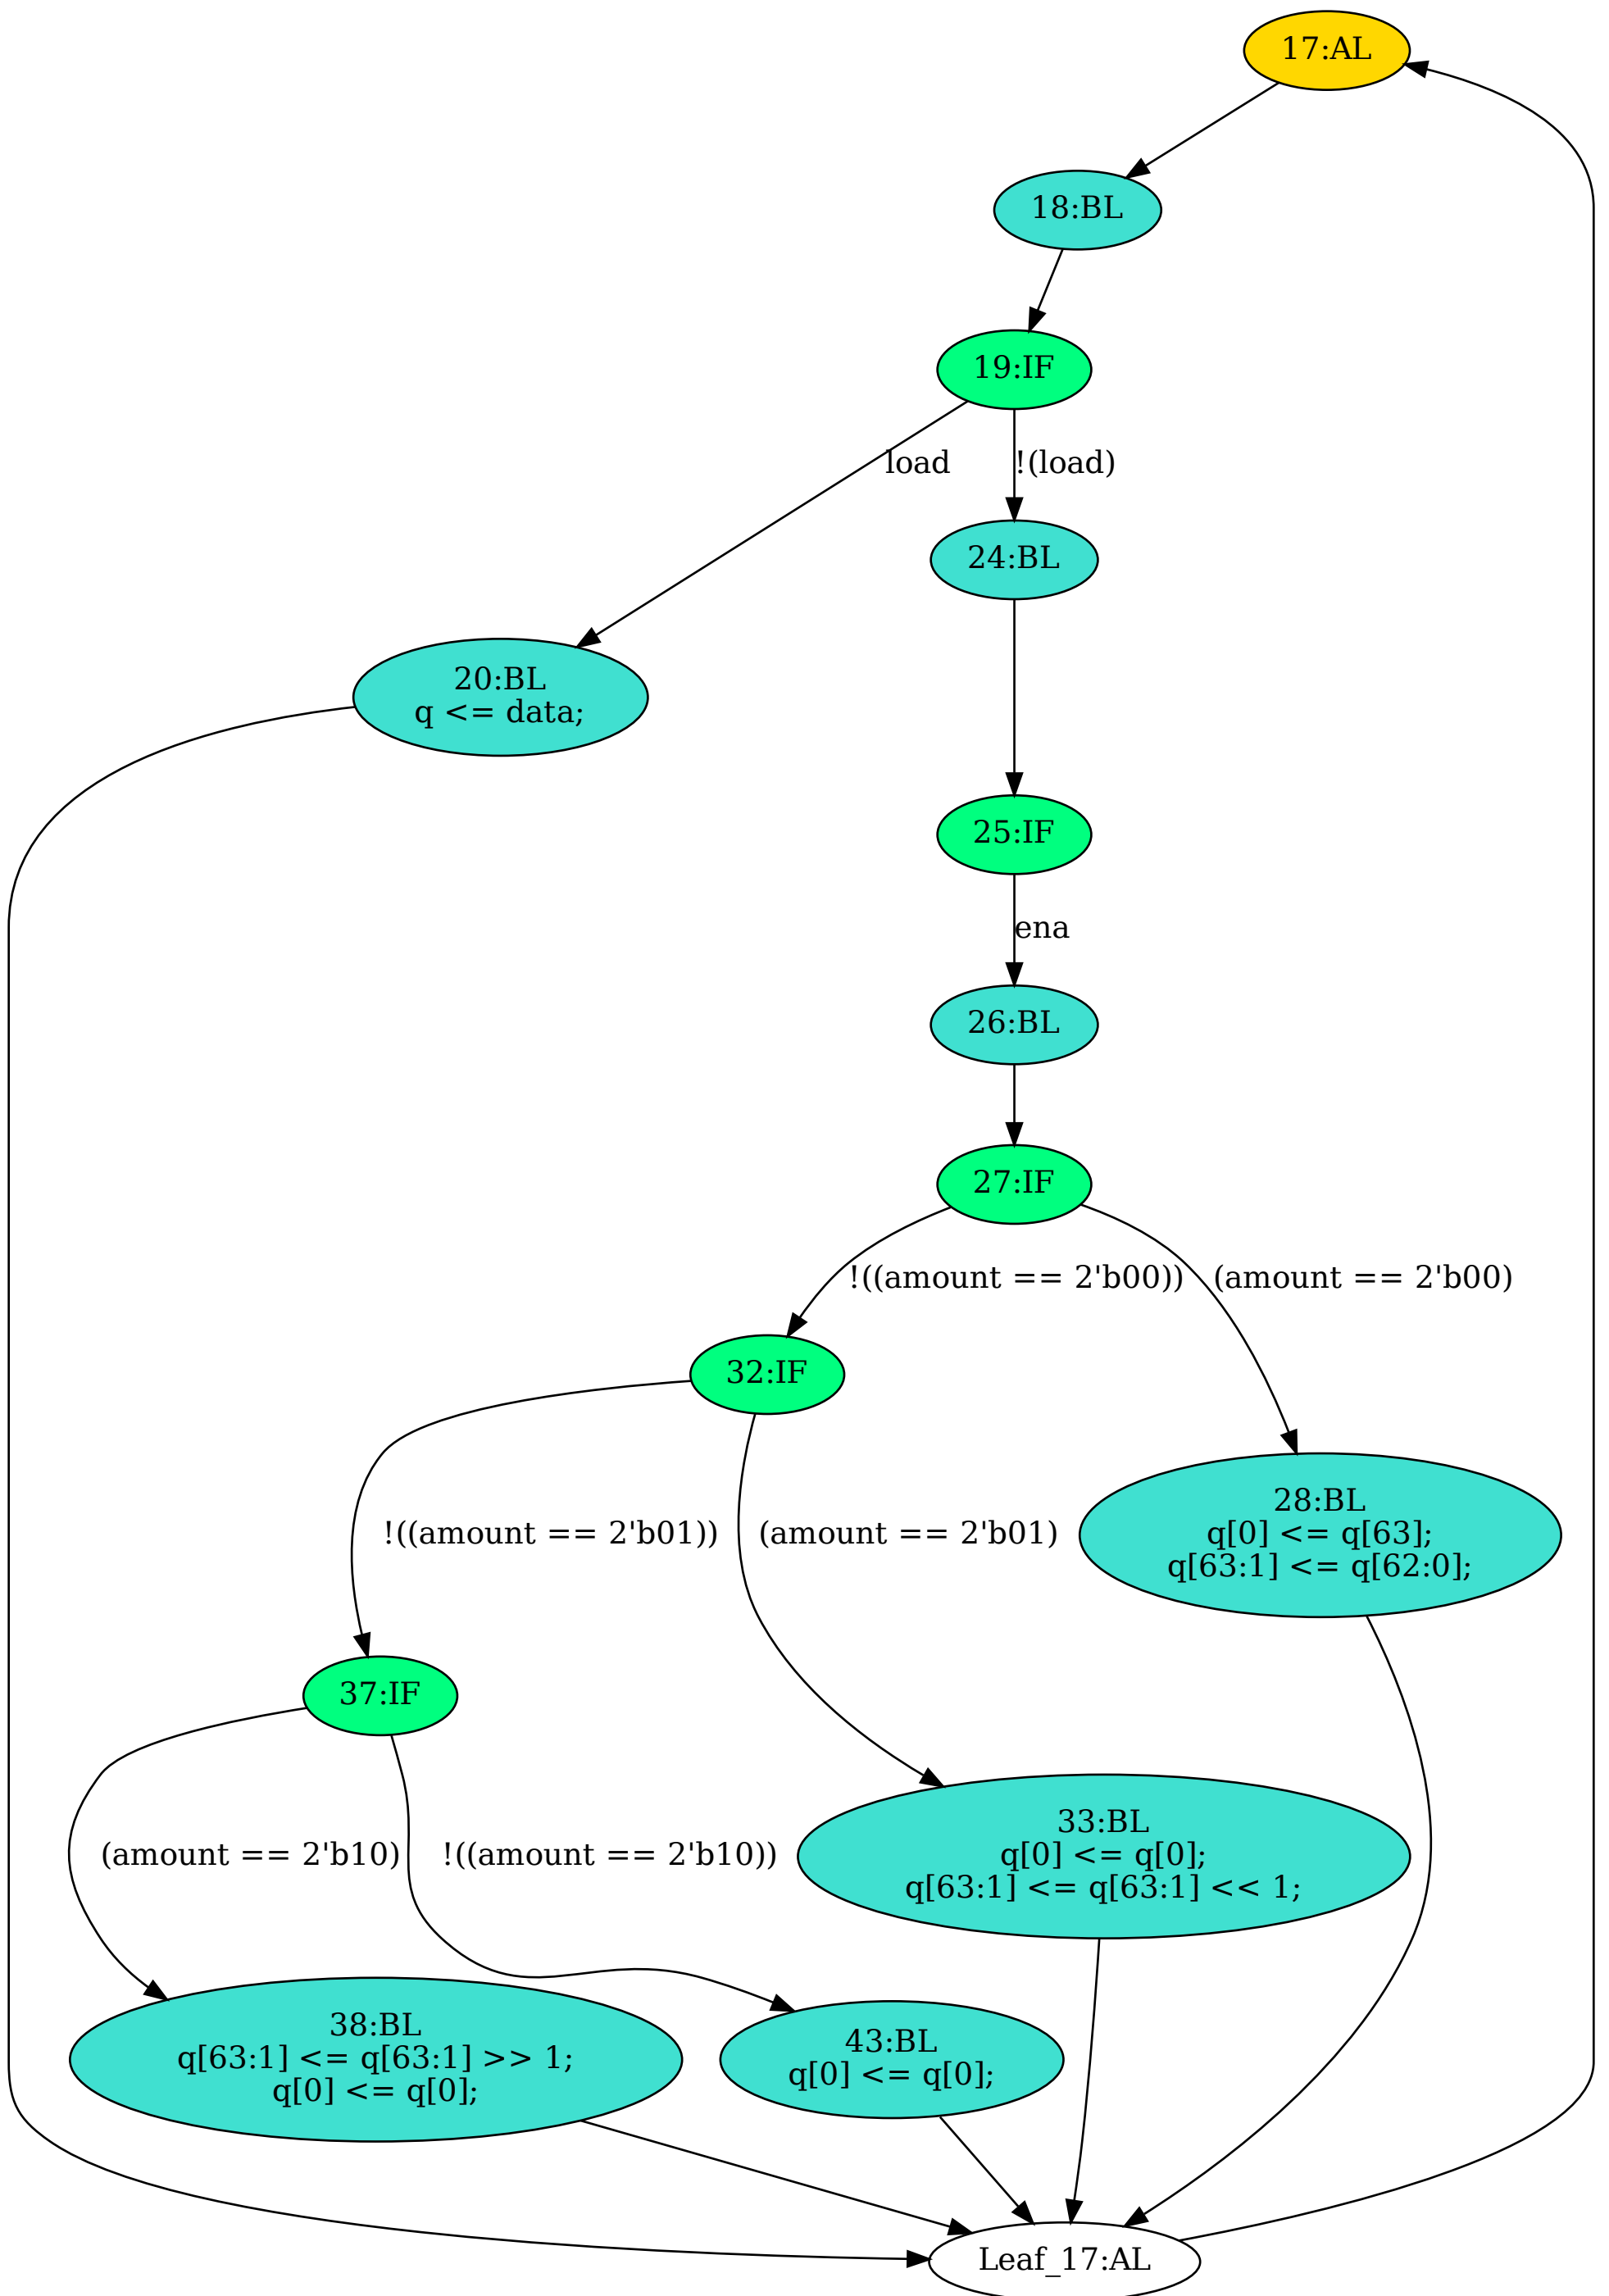 17:AL
18:BL
19:IF
load
!(load)
24:BL
20:BL
q <= data;
25:IF
ena
26:BL
27:IF
!((amount == 2'b00))
(amount == 2'b00)
32:IF
!((amount == 2'b01))
(amount == 2'b01)
28:BL
q[0] <= q[63];
q[63:1] <= q[62:0];
37:IF
(amount == 2'b10)
!((amount == 2'b10))
33:BL
q[0] <= q[0];
q[63:1] <= q[63:1] << 1;
38:BL
q[63:1] <= q[63:1] >> 1;
q[0] <= q[0];
43:BL
q[0] <= q[0];
Leaf_17:AL